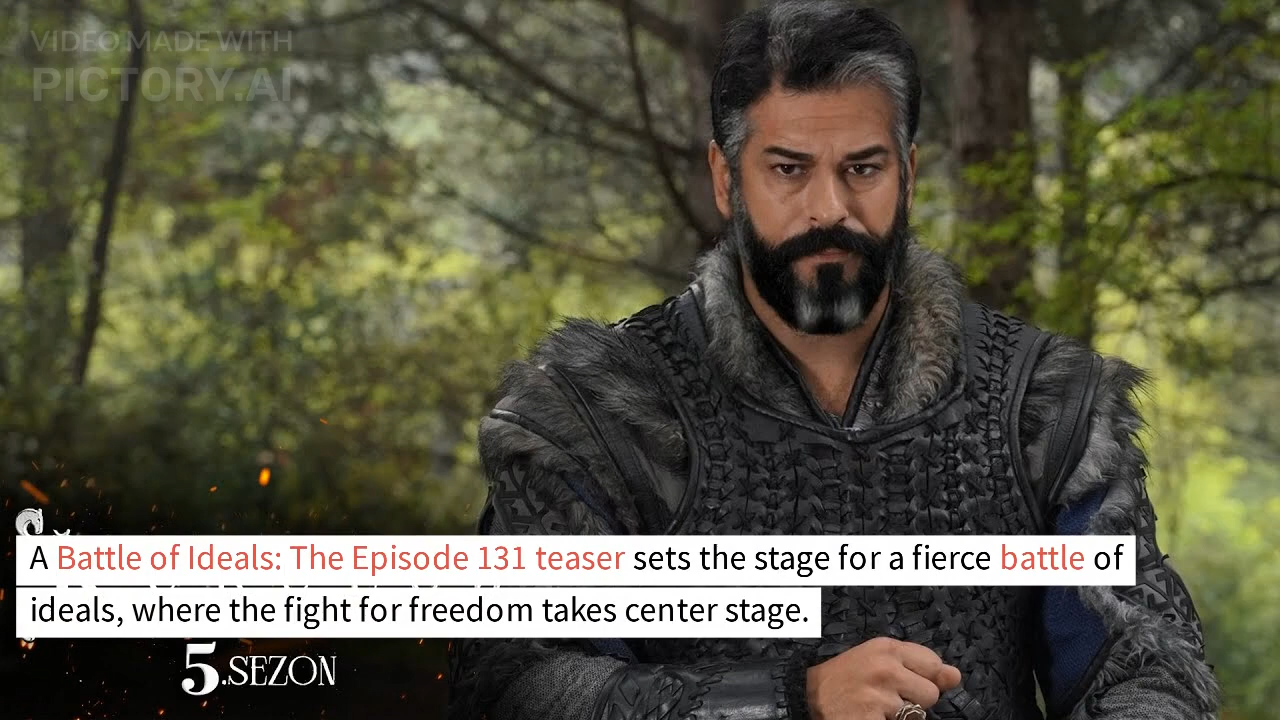 VIDEO MADE WITH
PICTORY.AI
A Battle of Ideals: The Episode 131 teaser sets the stage for a fierce battle of
ideals, where the fight for freedom takes center stage.
5.SEZON